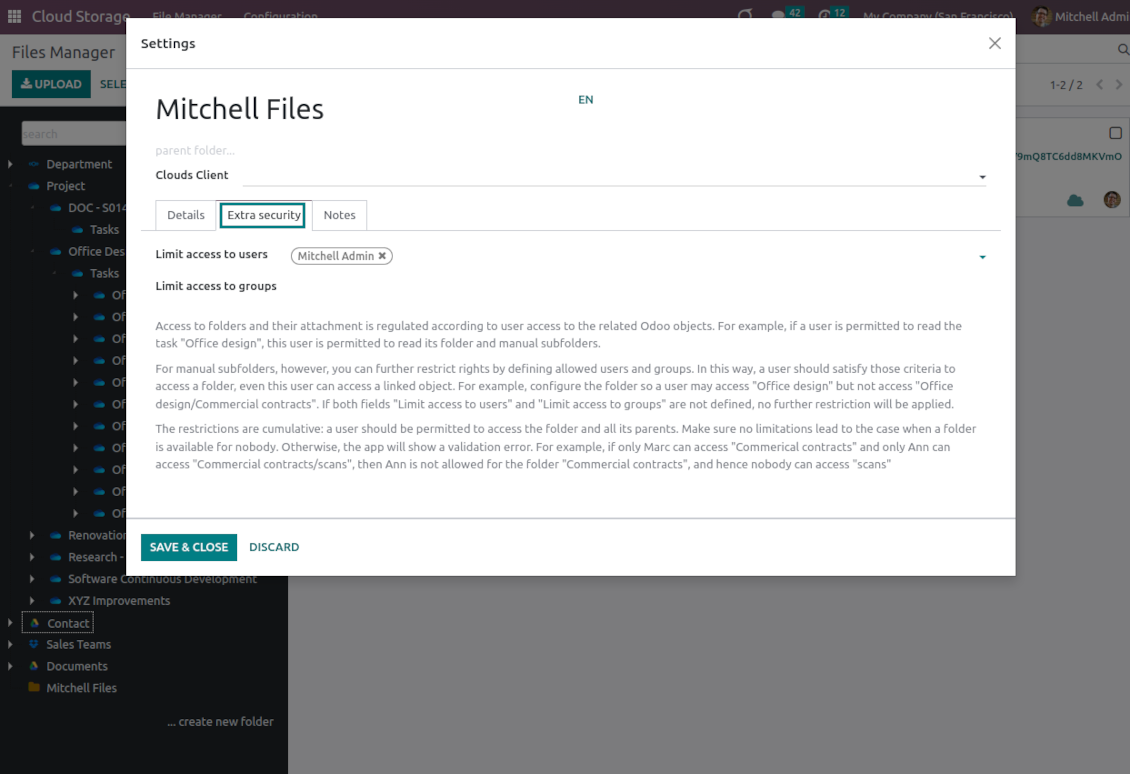 Cloud Storage File Manager Configuration 42 12 My Company (San Francisco) Mitchell Admi
Files Manager
UPLOAD SELE
1-2 / 2
search
Department
Project
DOC - S014
Tasks
Office Des
Tasks
Of
Of
Of
Of
Of
Of
Of
Of
Of
Of
Of
Renovation
Research -
Software Continuous Development
XYZ Improvements
Contact
Sales Teams
Documents
Mitchell Files
... create new folder
Settings
Mitchell Files
EN
parent folder...
Clouds Client
Details Extra security Notes
Limit access to users Mitchell Admin ×
Limit access to groups
Access to folders and their attachment is regulated according to user access to the related Odoo objects. For example, if a user is permitted to read the
task "Office design", this user is permitted to read its folder and manual subfolders.
For manual subfolders, however, you can further restrict rights by defining allowed users and groups. In this way, a user should satisfy those criteria to
access a folder, even this user can access a linked object. For example, configure the folder so a user may access "Office design" but not access "Office
design/Commercial contracts". If both fields "Limit access to users" and "Limit access to groups" are not defined, no further restriction will be applied.
The restrictions are cumulative: a user should be permitted to access the folder and all its parents. Make sure no limitations lead to the case when a folder
is available for nobody. Otherwise, the app will show a validation error. For example, if only Marc can access "Commerical contracts" and only Ann can
access "Commercial contracts/scans", then Ann is not allowed for the folder "Commercial contracts", and hence nobody can access "scans"
SAVE & CLOSE DISCARD